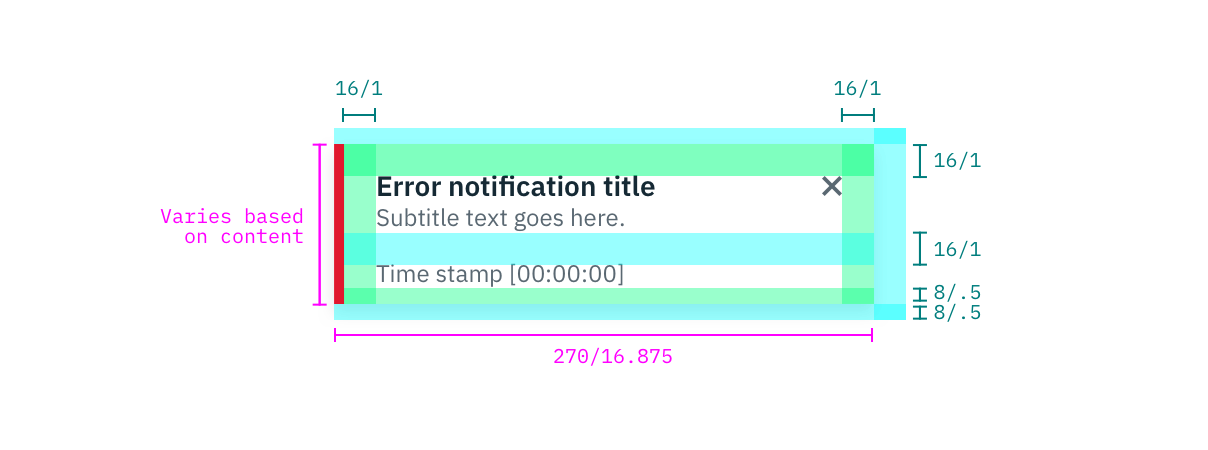 16/1
16/1
16/1
Error notification title
Subtitle text goes here.
Varies based
on content
16/1
Time stamp [00:00:00]
8/.5
8/.5
270/16.875